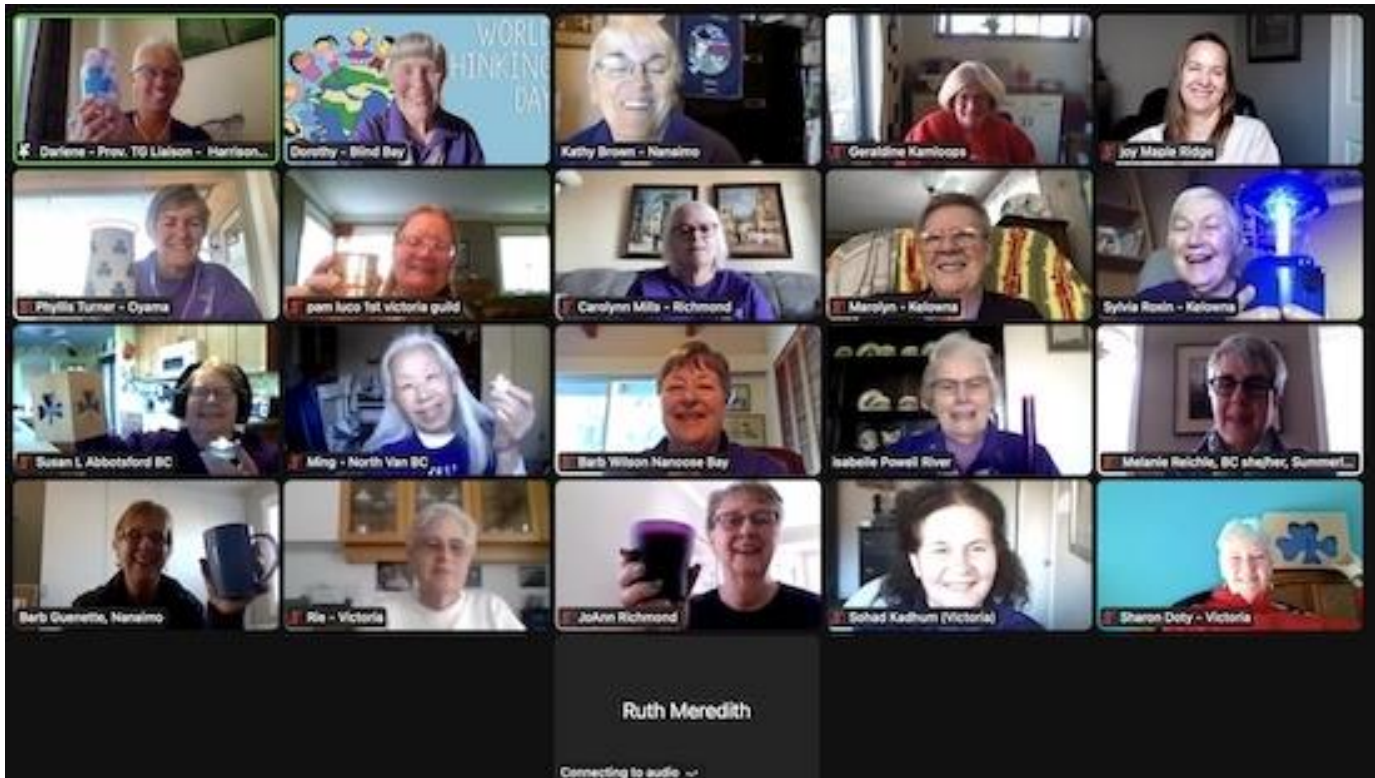 WORLD
THINKING
DAY
Darlene - Prov. TG Liaison - Harrison...
Dorothy - Blind Bay
Kathy Brown - Nanaimo
Geraldine Kamloops
Joy Maple Ridge
Phyllis Turner - Oyama
pam luco 1st victoria guild
Carolynn Mills - Richmond
Marolyn - Kelowna
Sylvia Roxin - Kelowna
Susan L Abbotsford BC
Ming - North Van BC
Barb Wilson Nanoose Bay
Isabelle Powell River
Melanie Reichle, BC she/her, Summerl...
Barb Guenette, Nanaimo
Rie - Victoria
JoAnn Richmond
Sohad Kadhum (Victoria)
Sharon Doty - Victoria
Ruth Meredith
Connecting to audio